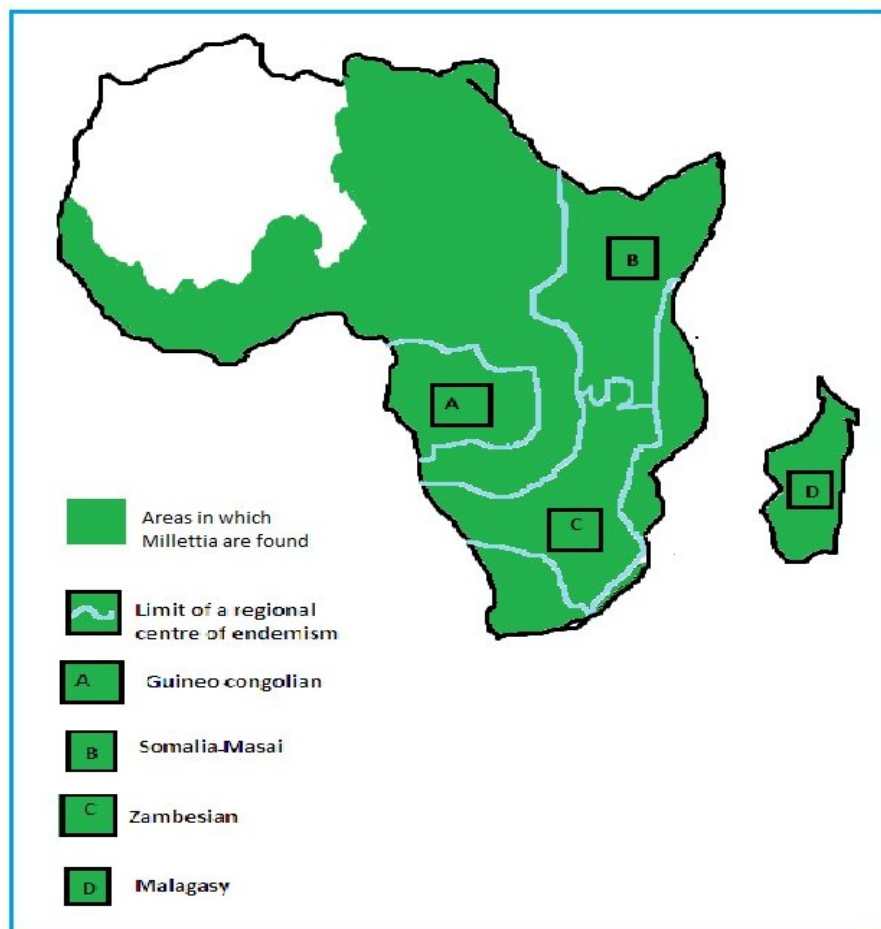 B
A
D
C
Areas in which
Millettia are found
Limit of a regional
centre of endemism
A
Guineo congolian
B
Somalia-Masai
C
Zambesian
D
Malagasy